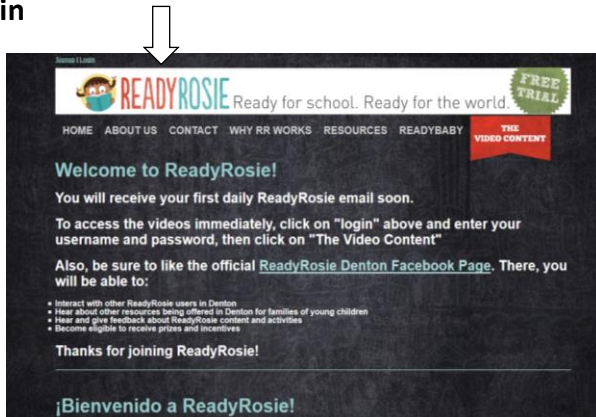 in
Signup | Login
READYROSIE Ready for school. Ready for the world.
FREE
TRIAL
HOME ABOUT US CONTACT WHY RR WORKS RESOURCES READYBABY
THE
VIDEO CONTENT
Welcome to ReadyRosie!
You will receive your first daily ReadyRosie email soon.
To access the videos immediately, click on "login" above and enter your
username and password, then click on "The Video Content"
Also, be sure to like the official ReadyRosie Denton Facebook Page. There, you
will be able to:
Interact with other ReadyRosie users in Denton
Hear about other resources being offered in Denton for families of young children
Hear and give feedback about ReadyRosie content and activities
Become eligible to receive prizes and incentives
Thanks for joining ReadyRosie!
¡Bienvenido a ReadyRosie!